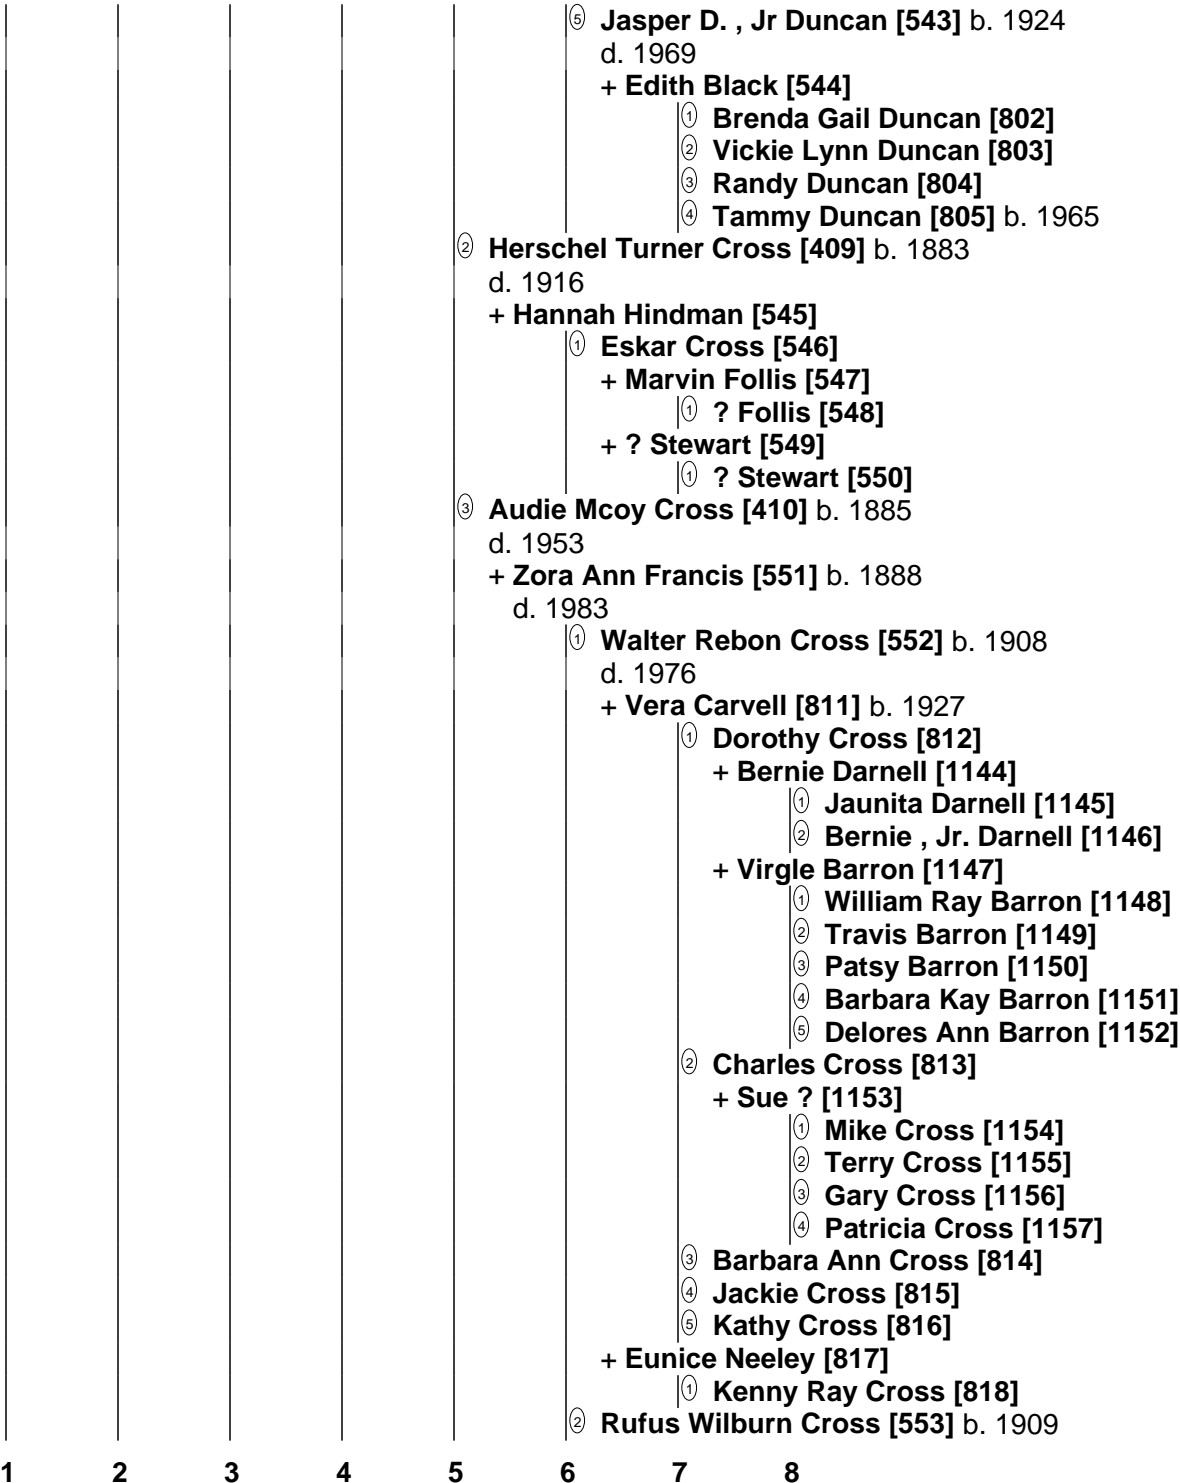 ⑤ Jasper D. , Jr Duncan [543] b. 1924
d. 1969
+ Edith Black [544]
① Brenda Gail Duncan [802]
② Vickie Lynn Duncan [803]
③ Randy Duncan [804]
④ Tammy Duncan [805] b. 1965
② Herschel Turner Cross [409] b. 1883
d. 1916
+ Hannah Hindman [545]
① Eskar Cross [546]
+ Marvin Follis [547]
① ? Follis [548]
+ ? Stewart [549]
① ? Stewart [550]
③ Audie Mcoy Cross [410] b. 1885
d. 1953
+ Zora Ann Francis [551] b. 1888
d. 1983
① Walter Rebon Cross [552] b. 1908
d. 1976
+ Vera Carvell [811] b. 1927
① Dorothy Cross [812]
+ Bernie Darnell [1144]
① Jaunita Darnell [1145]
② Bernie , Jr. Darnell [1146]
+ Virgle Barron [1147]
① William Ray Barron [1148]
② Travis Barron [1149]
③ Patsy Barron [1150]
④ Barbara Kay Barron [1151]
⑤ Delores Ann Barron [1152]
② Charles Cross [813]
+ Sue ? [1153]
① Mike Cross [1154]
② Terry Cross [1155]
③ Gary Cross [1156]
④ Patricia Cross [1157]
③ Barbara Ann Cross [814]
④ Jackie Cross [815]
⑤ Kathy Cross [816]
+ Eunice Neeley [817]
① Kenny Ray Cross [818]
② Rufus Wilburn Cross [553] b. 1909
1 2 3 4 5 6 7 8